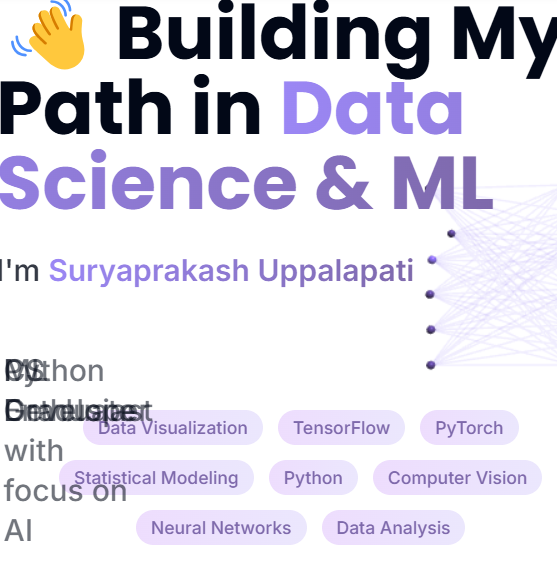 👋 Building My
Path in Data
Science & ML
I'm Suryaprakash Uppalapati
with
focus on
AI
Data Visualization
TensorFlow
PyTorch
Statistical Modeling
Python
Computer Vision
Neural Networks
Data Analysis